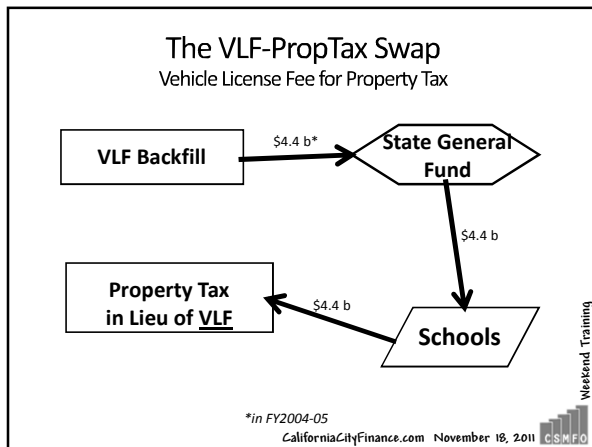 The VLF-PropTax Swap
Vehicle License Fee for Property Tax
VLF Backfill
$4.4 b*
State General
Fund
$4.4 b
Property Tax
in Lieu of VLF
$4.4 b
Schools
*in FY2004-05
CaliforniaCityFinance.com November 18, 2011
CSMFO
Weekend Training